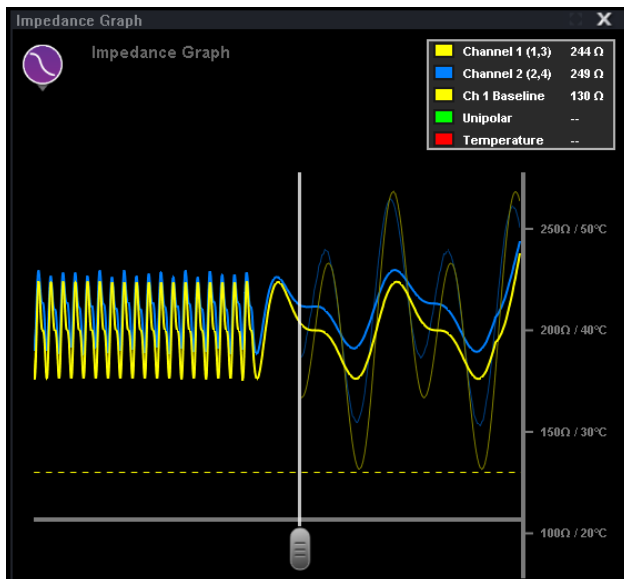 Impedance Graph
Impedance Graph
Channel 1 (1,3) 244 Ω
Channel 2 (2,4) 249 Ω
Ch 1 Baseline 130 Ω
Unipolar --
Temperature --
250Ω / 50°C
200Ω / 40°C
150Ω / 30°C
100Ω / 20°C